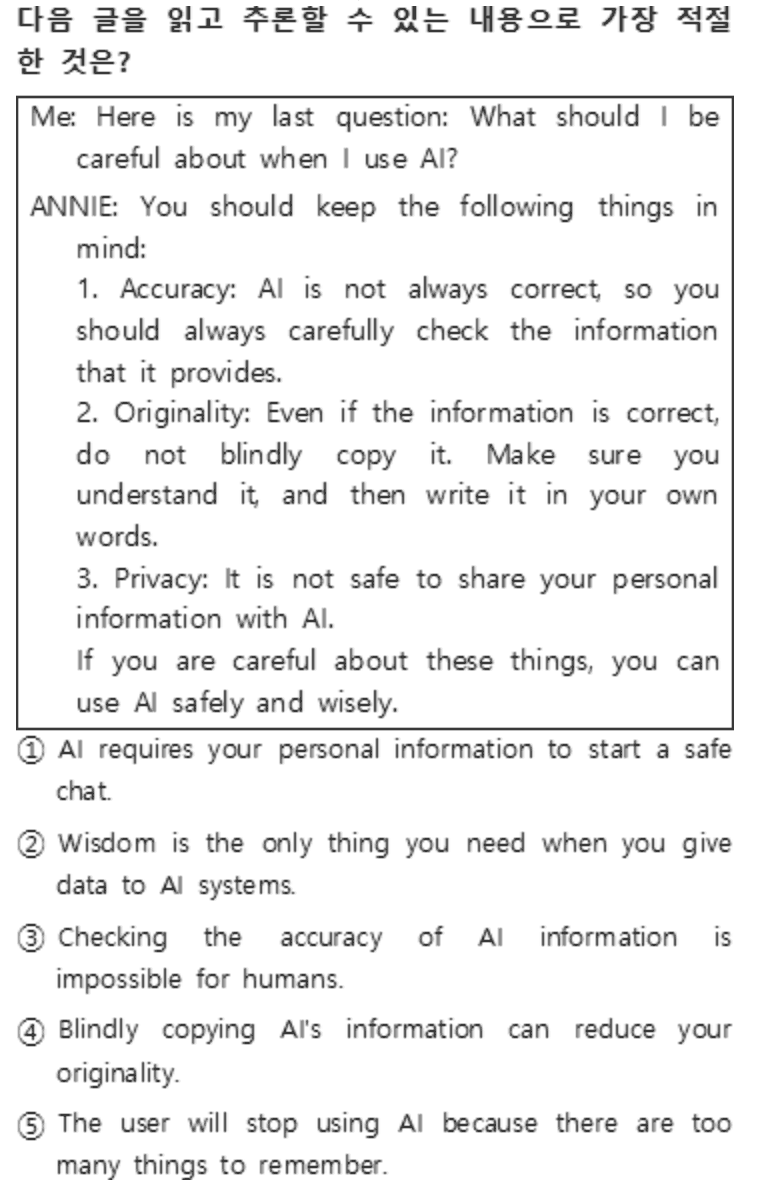 다음 글을 읽고 추론할 수 있는 내용으로 가장 적절
한 것은?
Me: Here is my last question: What should I be
careful about when I use AI?
ANNIE: You should keep the following things in
mind:
1. Accuracy: AI is not always correct, so you
should always carefully check the information
that it provides.
2. Originality: Even if the information is correct,
do not blindly copy it. Make sure you
understand it, and then write it in your own
words.
3. Privacy: It is not safe to share your personal
information with AI.
If you are careful about these things, you can
use AI safely and wisely.
① AI requires your personal information to start a safe
chat.
② Wisdom is the only thing you need when you give
data to AI systems.
③ Checking the accuracy of AI information is
impossible for humans.
④ Blindly copying AI's information can reduce your
originality.
⑤ The user will stop using AI because there are too
many things to remember.